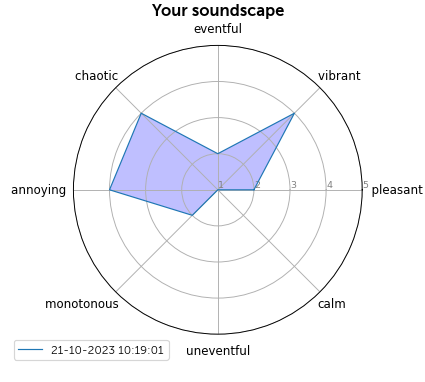 Your soundscape
eventful
chaotic
vibrant
annoying
1 2 3 4 5
pleasant
monotonous
calm
uneventful
21-10-2023 10:19:01